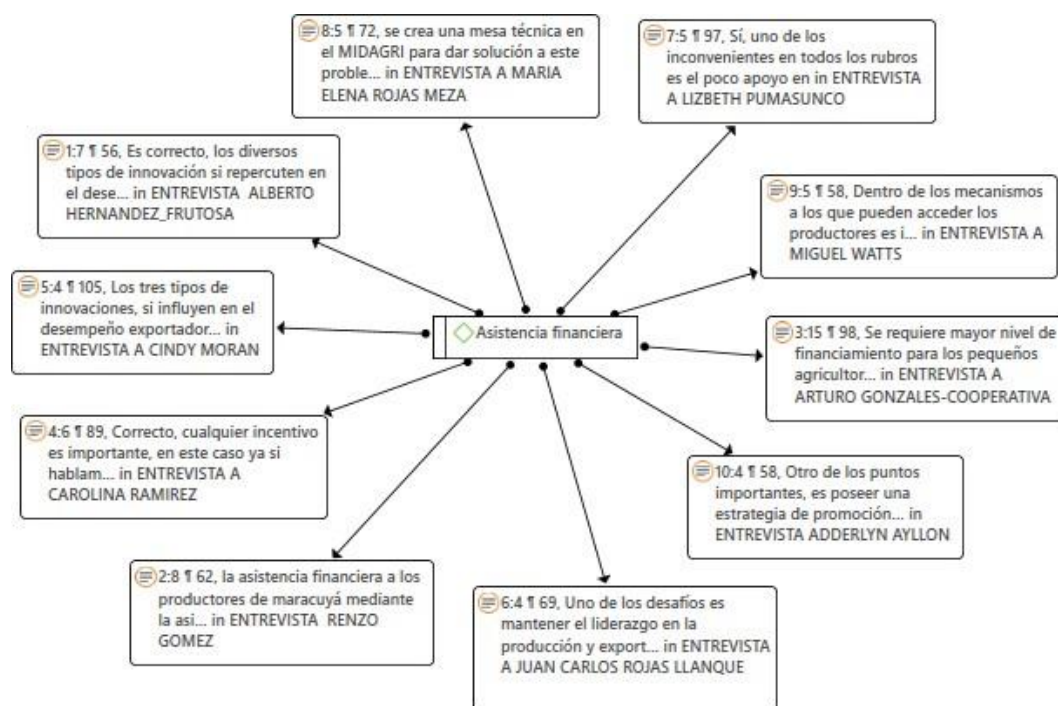 8:5 ¶ 72, se crea una mesa técnica en
el MIDAGRI para dar solución a este
proble... in ENTREVISTA A MARIA
ELENA ROJAS MEZA
7:5 ¶ 97, Sí, uno de los
inconvenientes en todos los rubros
es el poco apoyo en in ENTREVISTA
A LIZBETH PUMASUNCO
1:7 ¶ 56, Es correcto, los diversos
tipos de innovación si repercuten en
el dese... in ENTREVISTA ALBERTO
HERNANDEZ_FRUTOSA
9:5 ¶ 58, Dentro de los mecanismos
a los que pueden acceder los
productores es i... in ENTREVISTA A
MIGUEL WATTS
5:4 ¶ 105, Los tres tipos de
innovaciones, si influyen en el
desempeño exportador... in
ENTREVISTA A CINDY MORAN
Asistencia financiera
3:15 ¶ 98, Se requiere mayor nivel de
financiamiento para los pequeños
agricultor... in ENTREVISTA A
ARTURO GONZALES-COOPERATIVA
4:6 ¶ 89, Correcto, cualquier incentivo
es importante, en este caso ya si
hablam... in ENTREVISTA A
CAROLINA RAMIREZ
10:4 ¶ 58, Otro de los puntos
importantes, es poseer una
estrategia de promoción... in
ENTREVISTA ADDERLYN AYLLON
2:8 ¶ 62, la asistencia financiera a los
productores de maracuyá mediante
la asi... in ENTREVISTA RENZO
GOMEZ
6:4 ¶ 69, Uno de los desafíos es
mantener el liderazgo en la
producción y export... in ENTREVISTA
A JUAN CARLOS ROJAS LLANQUE